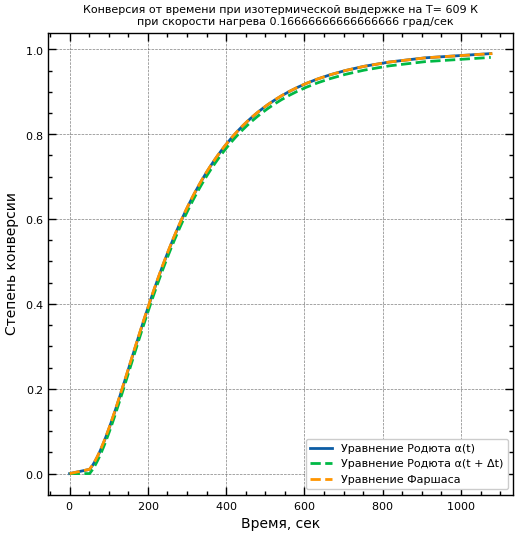 Конверсия от времени при изотермической выдержке на T= 609 К
при скорости нагрева 0.16666666666666666 град/сек
1.0
0.8
0.6
0.4
0.2
0.0
Степень конверсии
Уравнение Родюта α(t)
Уравнение Родюта α(t + Δt)
Уравнение Фаршаса
0 200 400 600 800 1000
Время, сек